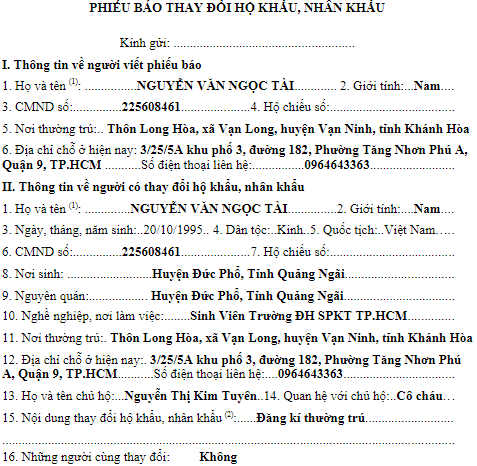 PHIẾU BÁO THAY ĐỔI HỘ KHẨU, NHÂN KHẨU
Kính gửi: ........................................................
I. Thông tin về người viết phiếu báo
1. Họ và tên (1): ................NGUYỄN VĂN NGỌC TÀI............ 2. Giới tính:...Nam....
3. CMND số:...............225608461......................4. Hộ chiếu số:......................................
5. Nơi thường trú:.. Thôn Long Hòa, xã Vạn Long, huyện Vạn Ninh, tỉnh Khánh Hòa
6. Địa chỉ chỗ ở hiện nay: 3/25/5A khu phố 3, đường 182, Phường Tăng Nhơn Phú A,
Quận 9, TP.HCM ...........Số điện thoại liên hệ:............0964643363..........................
II. Thông tin về người có thay đổi hộ khẩu, nhân khẩu
1. Họ và tên (1): ..............NGUYỄN VĂN NGỌC TÀI...............2. Giới tính:...Nam....
3. Ngày, tháng, năm sinh:..20/10/1995.. 4. Dân tộc:..Kinh..5. Quốc tịch:..Việt Nam.....
6. CMND số:...............225608461......................7. Hộ chiếu số:......................................
8. Nơi sinh: ..........................Huyện Đức Phổ, Tỉnh Quảng Ngãi..................................
9. Nguyên quán:...................Huyện Đức Phổ, Tỉnh Quảng Ngãi..................................
10. Nghề nghiệp, nơi làm việc:........Sinh Viên Trường ĐH SPKT TP.HCM..............
11. Nơi thường trú:. Thôn Long Hòa, xã Vạn Long, huyện Vạn Ninh, tỉnh Khánh Hòa
12. Địa chỉ chỗ ở hiện nay:. 3/25/5A khu phố 3, đường 182, Phường Tăng Nhơn Phú
A, Quận 9, TP.HCM...........Số điện thoại liên hệ:....0964643363..................................
13. Họ và tên chủ hộ:...Nguyễn Thị Kim Tuyên..14. Quan hệ với chủ hộ:..Cô cháu...
15. Nội dung thay đổi hộ khẩu, nhân khẩu (2):......Đăng kí thường trú...........................
..........................................................................................................................................
16. Những người cùng thay đổi: Không